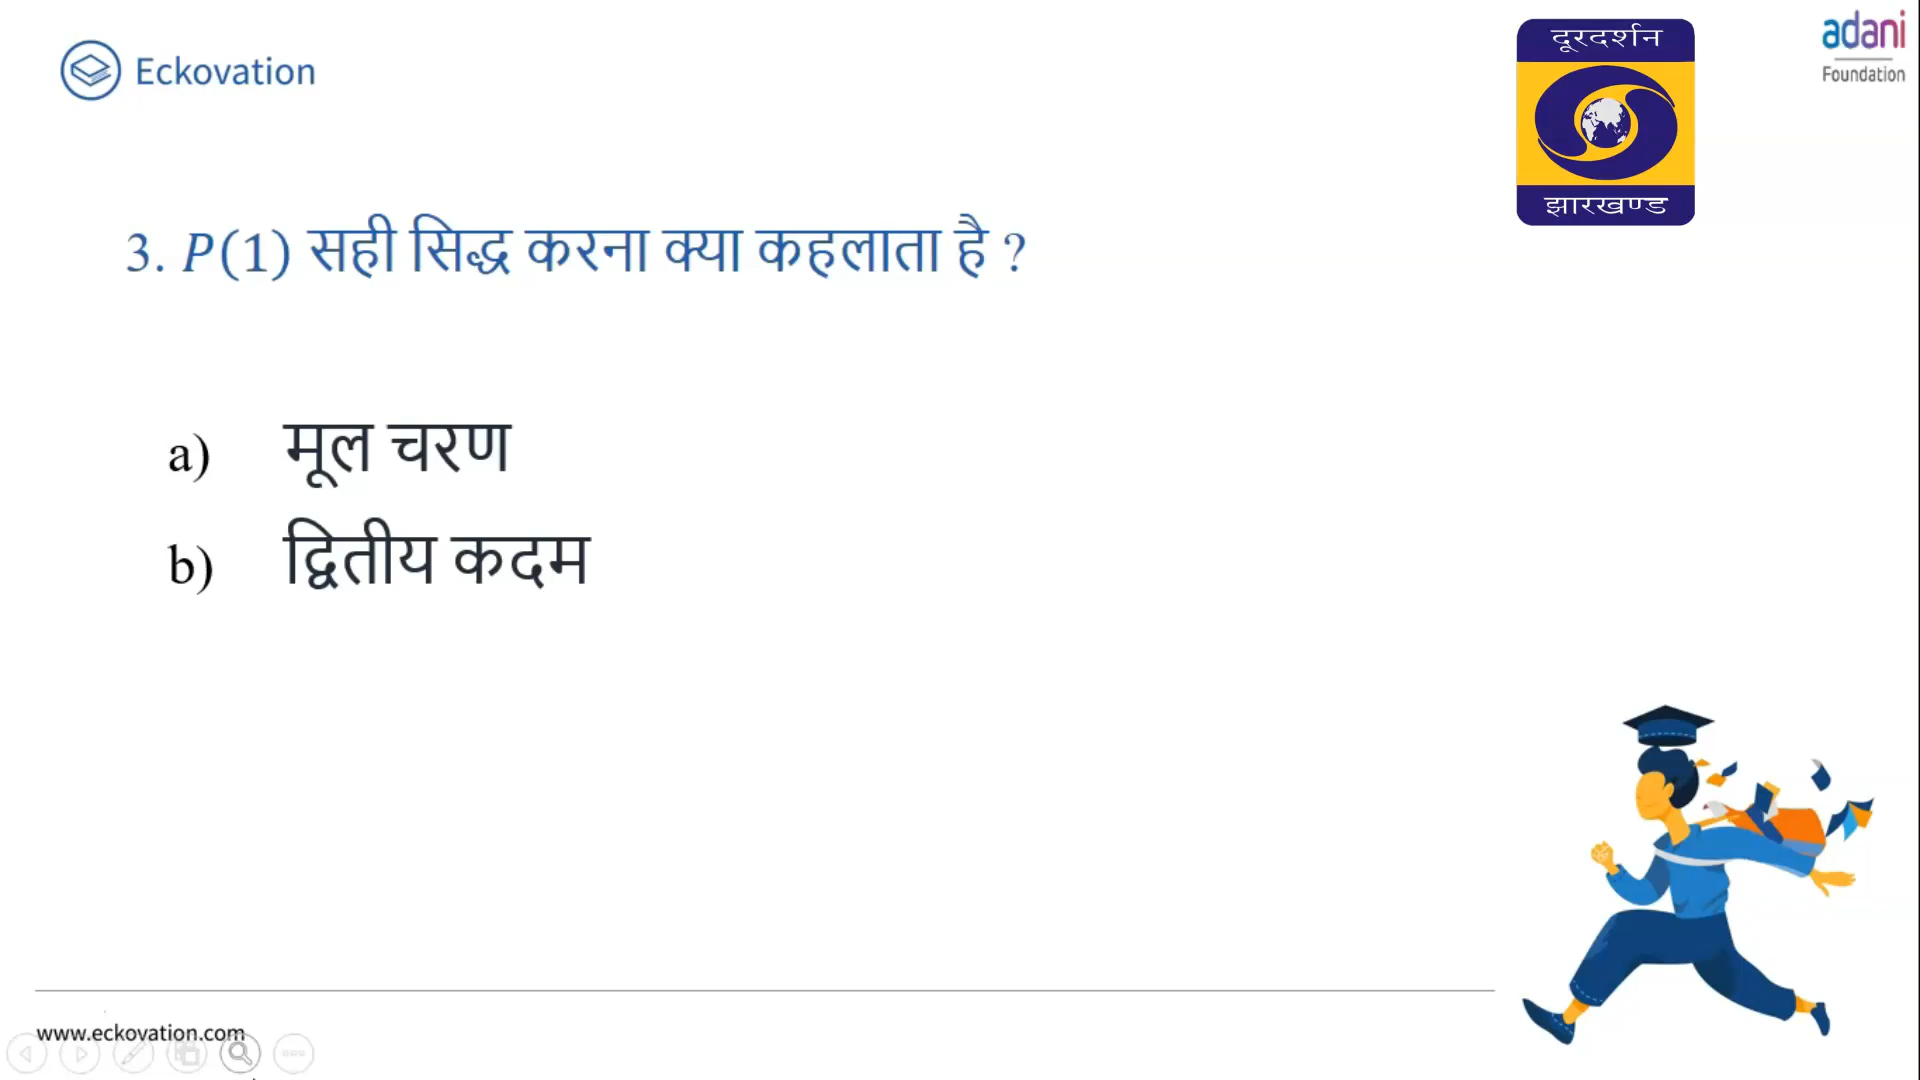 Eckovation
दूरदर्शन
झारखण्ड
adani
Foundation
3. P(1) सही सिद्ध करना क्या कहलाता है ?
a) मूल चरण
b) द्वितीय कदम
www.eckovation.com